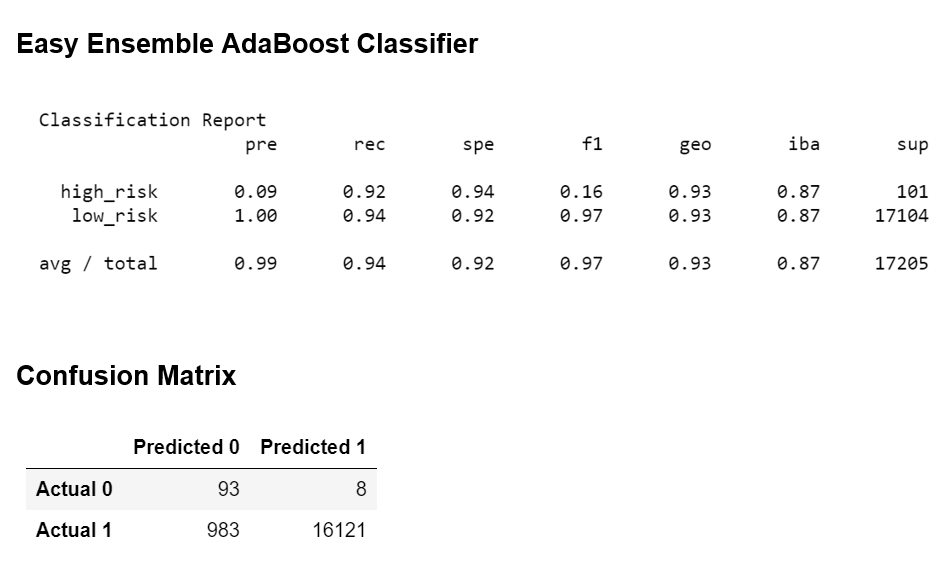 Easy Ensemble AdaBoost Classifier
Classification Report
pre rec spe f1 geo iba sup
high_risk 0.09 0.92 0.94 0.16 0.93 0.87 101
low_risk 1.00 0.94 0.92 0.97 0.93 0.87 17104
avg / total 0.99 0.94 0.92 0.97 0.93 0.87 17205
Confusion Matrix
Predicted 0 Predicted 1
Actual 0 93 8
Actual 1 983 16121